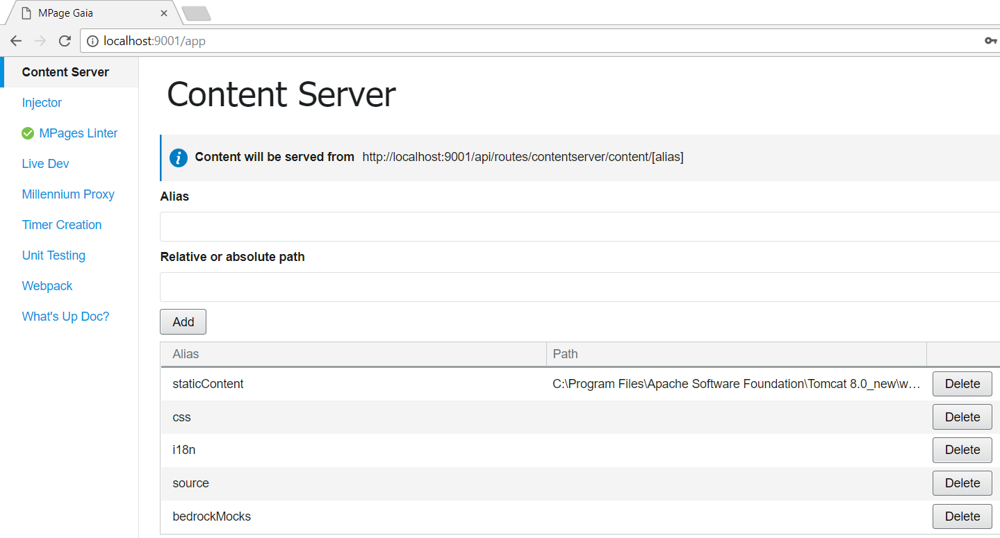 MPage Gaia
localhost:9001/app
Content Server
Injector
MPages Linter
Live Dev
Millennium Proxy
Timer Creation
Unit Testing
Webpack
What's Up Doc?
Content Server
Content will be served from http://localhost:9001/api/routes/contentserver/content/[alias]
Alias
Relative or absolute path
Add
Alias Path
staticContent C:\Program Files\Apache Software Foundation\Tomcat 8.0_new\w… Delete
css Delete
i18n Delete
source Delete
bedrockMocks Delete